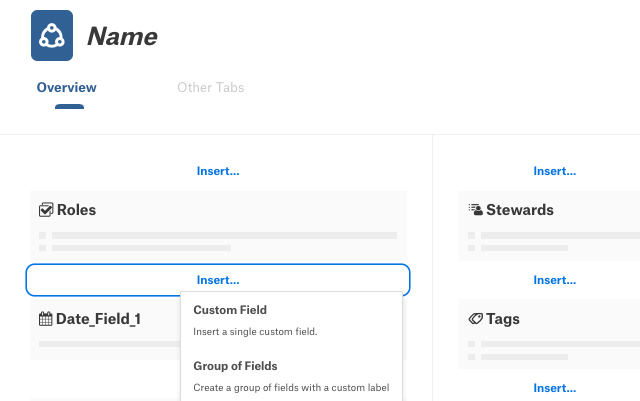 Name
Overview
Other Tabs
Insert...
Insert...
Roles
Stewards
Insert...
Insert...
Custom Field
Insert a single custom field.
Date_Field_1
Tags
Group of Fields
Create a group of fields with a custom label
Insert...